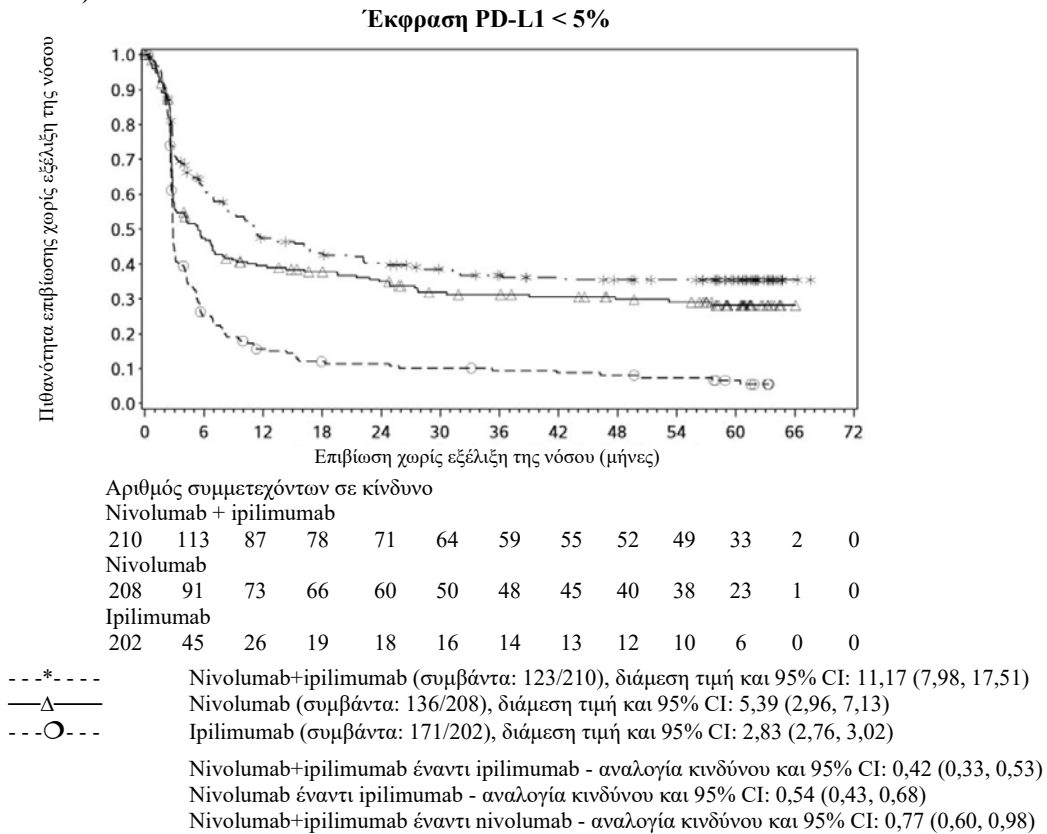 Έκφραση PD-L1 < 5%
Πιθανότητα επιβίωσης χωρίς εξέλιξη της νόσου
1.0
0.9
0.8
0.7
0.6
0.5
0.4
0.3
0.2
0.1
0.0
0 6 12 18 24 30 36 42 48 54 60 66 72
Επιβίωση χωρίς εξέλιξη της νόσου (μήνες)
Αριθμός συμμετεχόντων σε κίνδυνο
Nivolumab + ipilimumab
210 113 87 78 71 64 59 55 52 49 33 2 0
Nivolumab
208 91 73 66 60 50 48 45 40 38 23 1 0
Ipilimumab
202 45 26 19 18 16 14 13 12 10 6 0 0
- - -*- - - - Nivolumab+ipilimumab (συμβάντα: 123/210), διάμεση τιμή και 95% CI: 11,17 (7,98, 17,51)
──Δ─── Nivolumab (συμβάντα: 136/208), διάμεση τιμή και 95% CI: 5,39 (2,96, 7,13)
- - -❍- - - Ipilimumab (συμβάντα: 171/202), διάμεση τιμή και 95% CI: 2,83 (2,76, 3,02)
Nivolumab+ipilimumab έναντι ipilimumab - αναλογία κινδύνου και 95% CI: 0,42 (0,33, 0,53)
Nivolumab έναντι ipilimumab - αναλογία κινδύνου και 95% CI: 0,54 (0,43, 0,68)
Nivolumab+ipilimumab έναντι nivolumab - αναλογία κινδύνου και 95% CI: 0,77 (0,60, 0,98)